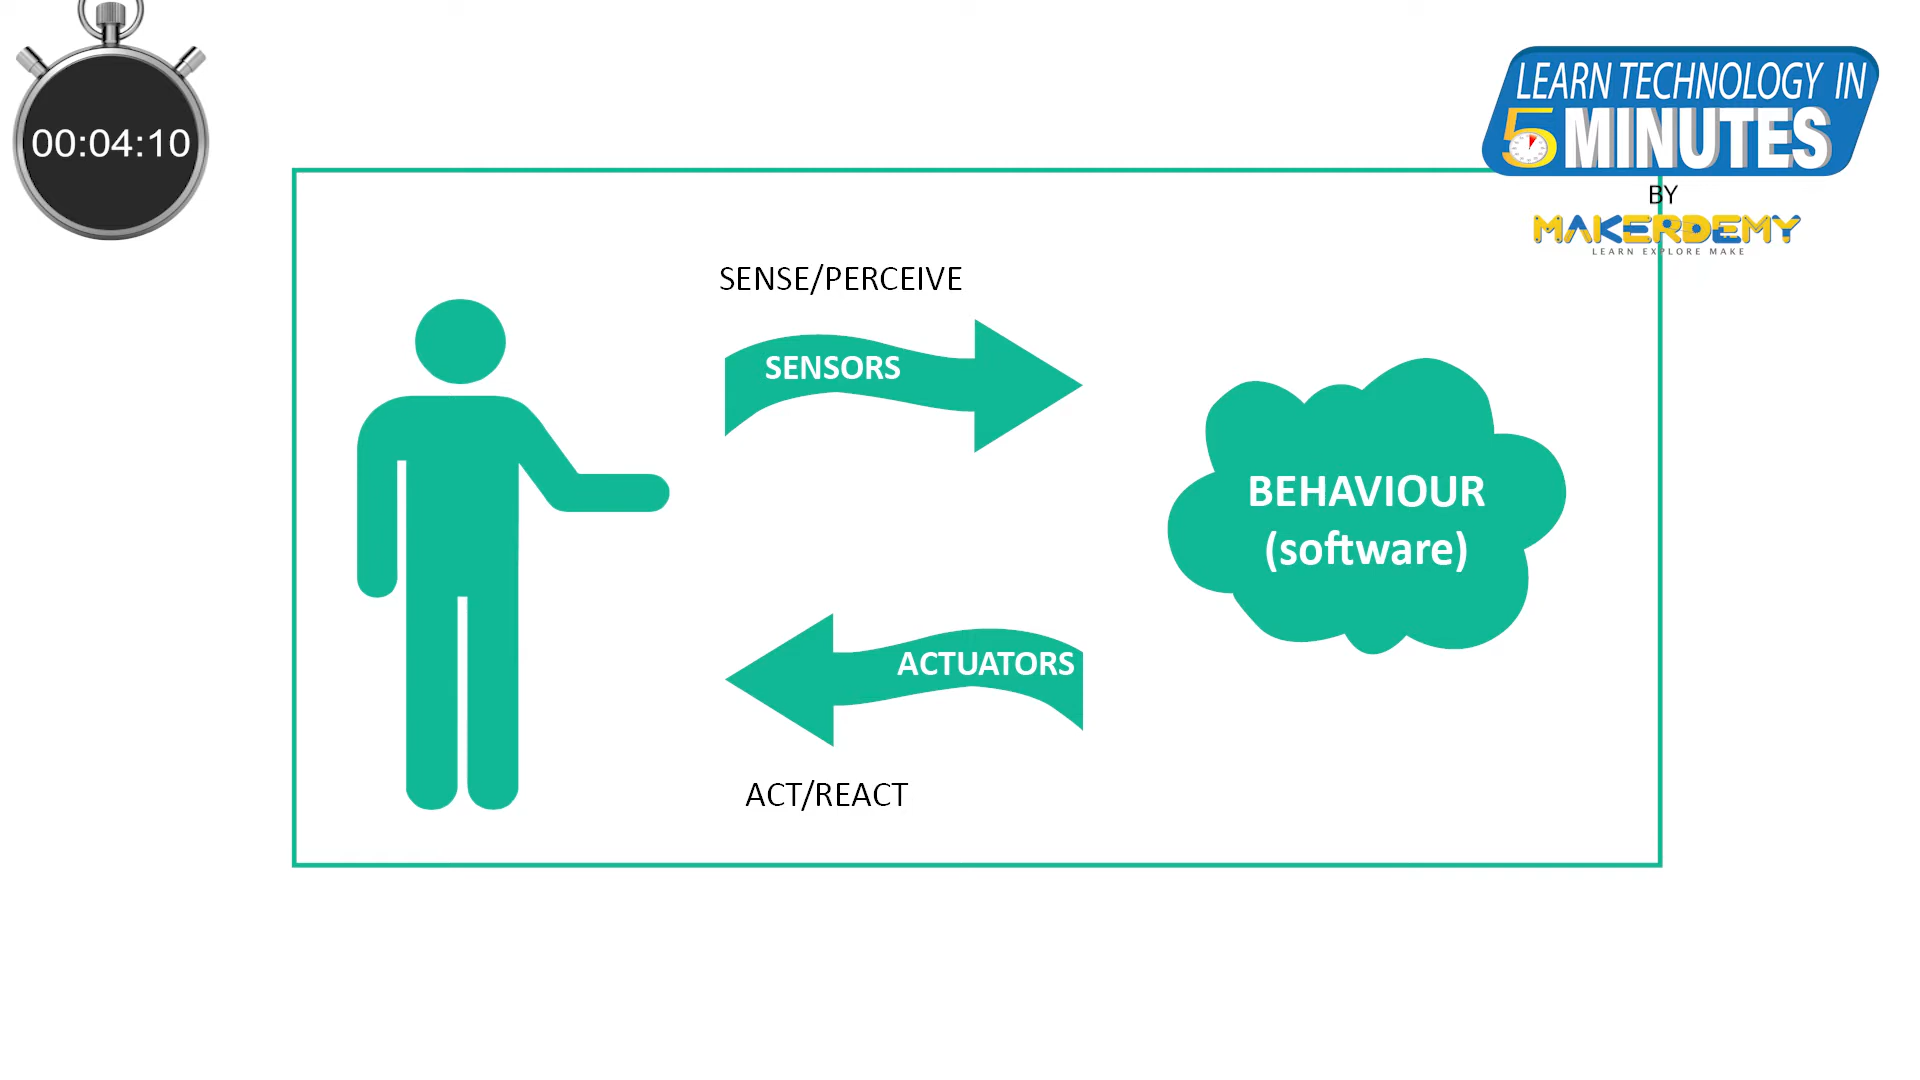 00:04:10
LEARN TECHNOLOGY IN
5 MINUTES
BY
MAKERDEMY
LEARN EXPLORE MAKE
SENSE/PERCEIVE
SENSORS
BEHAVIOUR
(software)
ACTUATORS
ACT/REACT